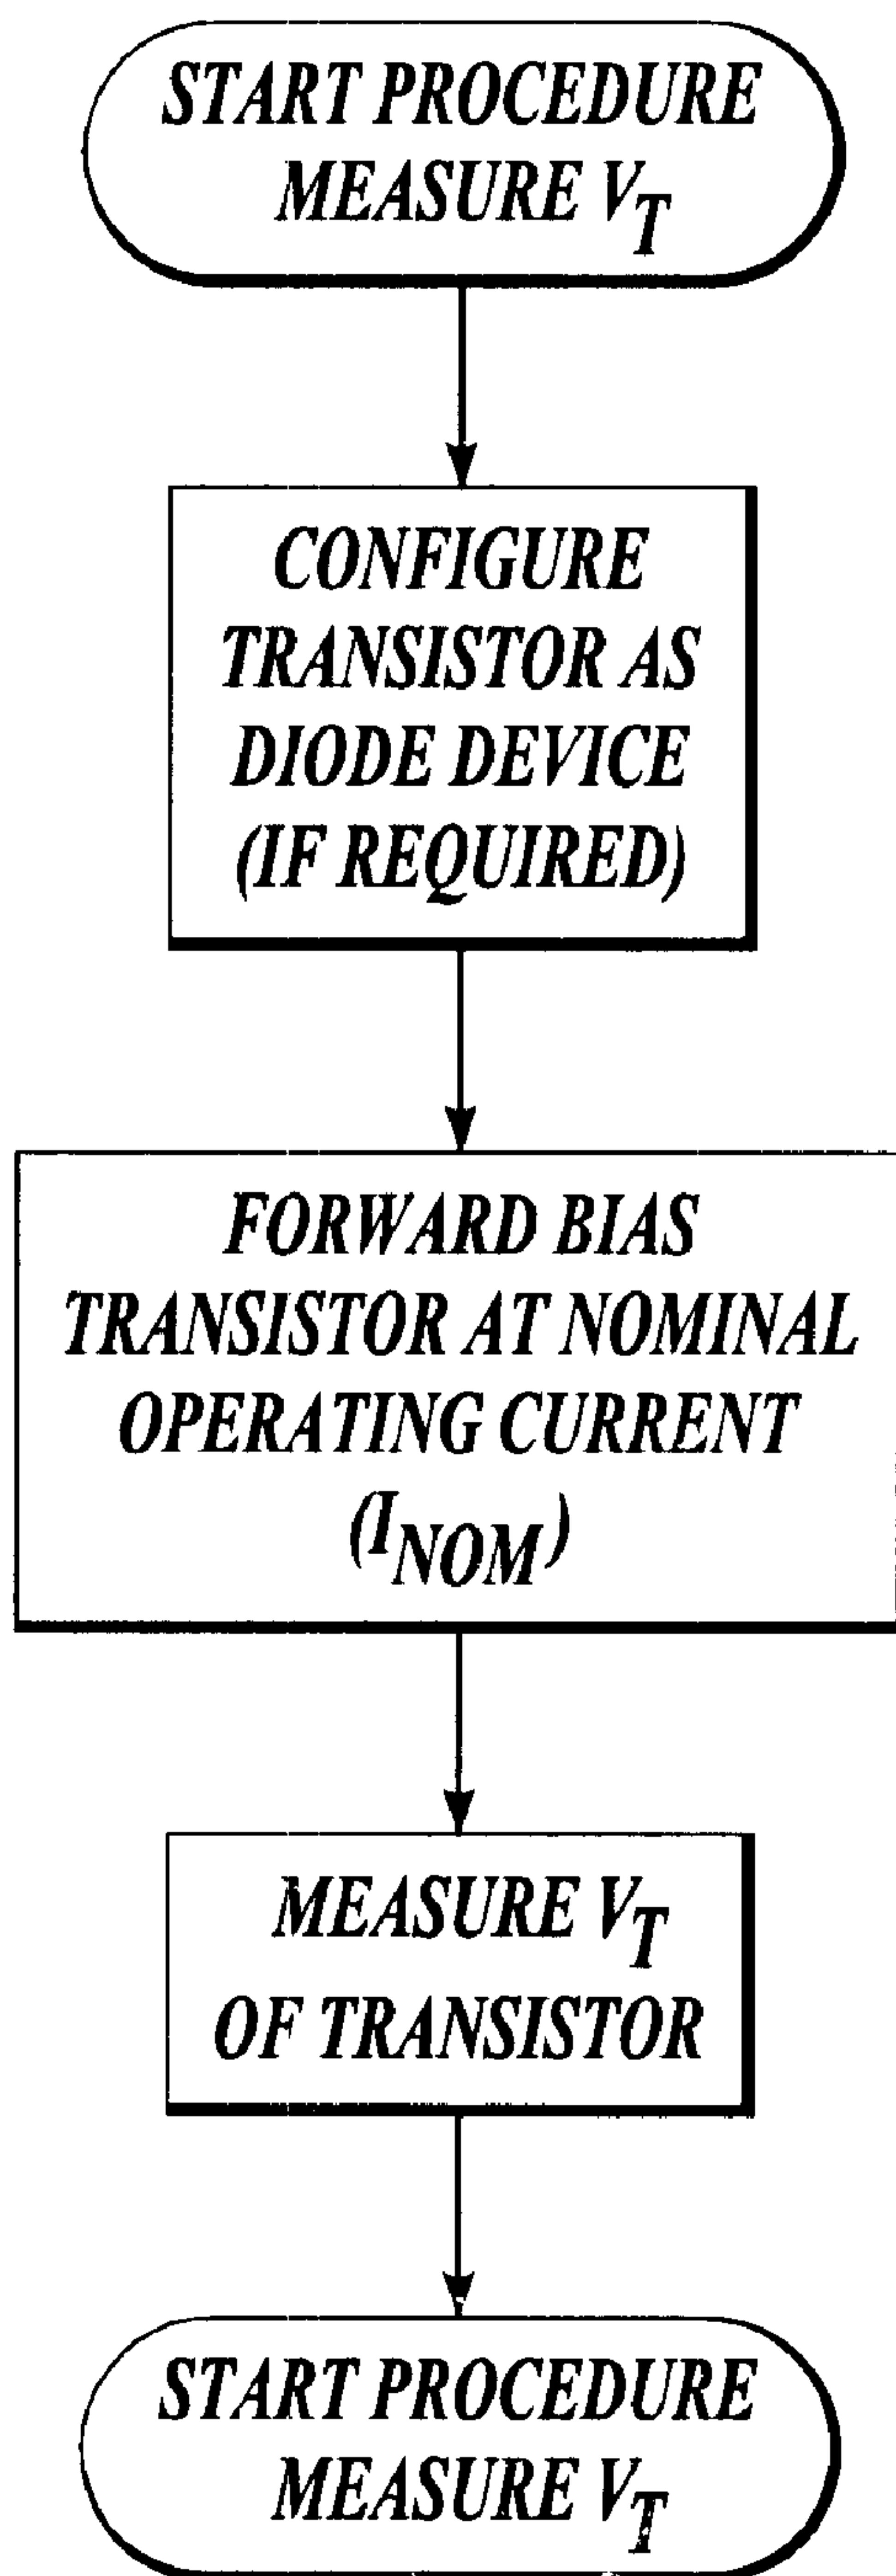 START PROCEDURE
MEASURE V_T
CONFIGURE
TRANSISTOR AS
DIODE DEVICE
(IF REQUIRED)
FORWARD BIAS
TRANSISTOR AT NOMINAL
OPERATING CURRENT
(I_NOM)
MEASURE V_T
OF TRANSISTOR
START PROCEDURE
MEASURE V_T